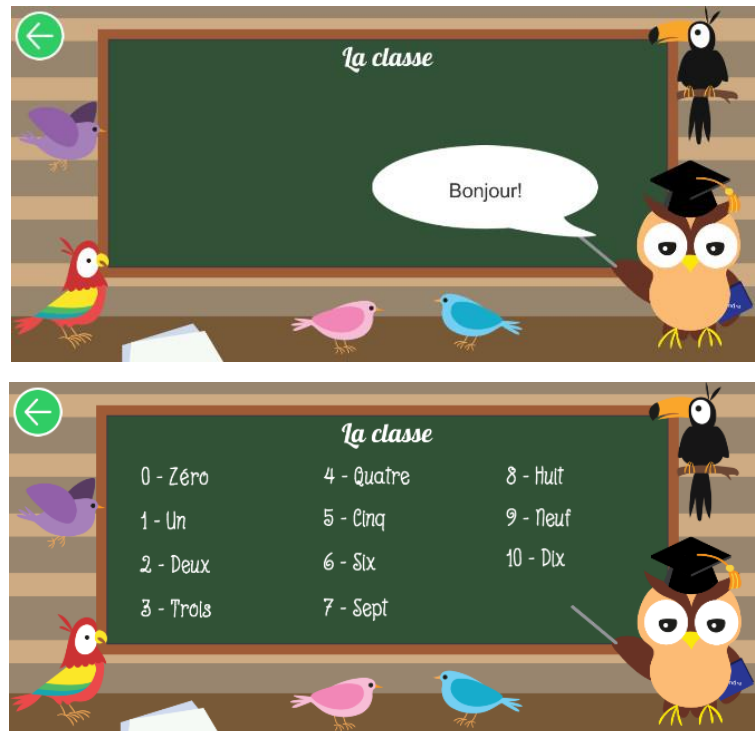 La classe
Bonjour!
La classe
0 - Zéro
1 - Un
2 - Deux
3 - Trois
4 - Quatre
5 - Cinq
6 - Six
7 - Sept
8 - Huit
9 - Neuf
10 - Dix